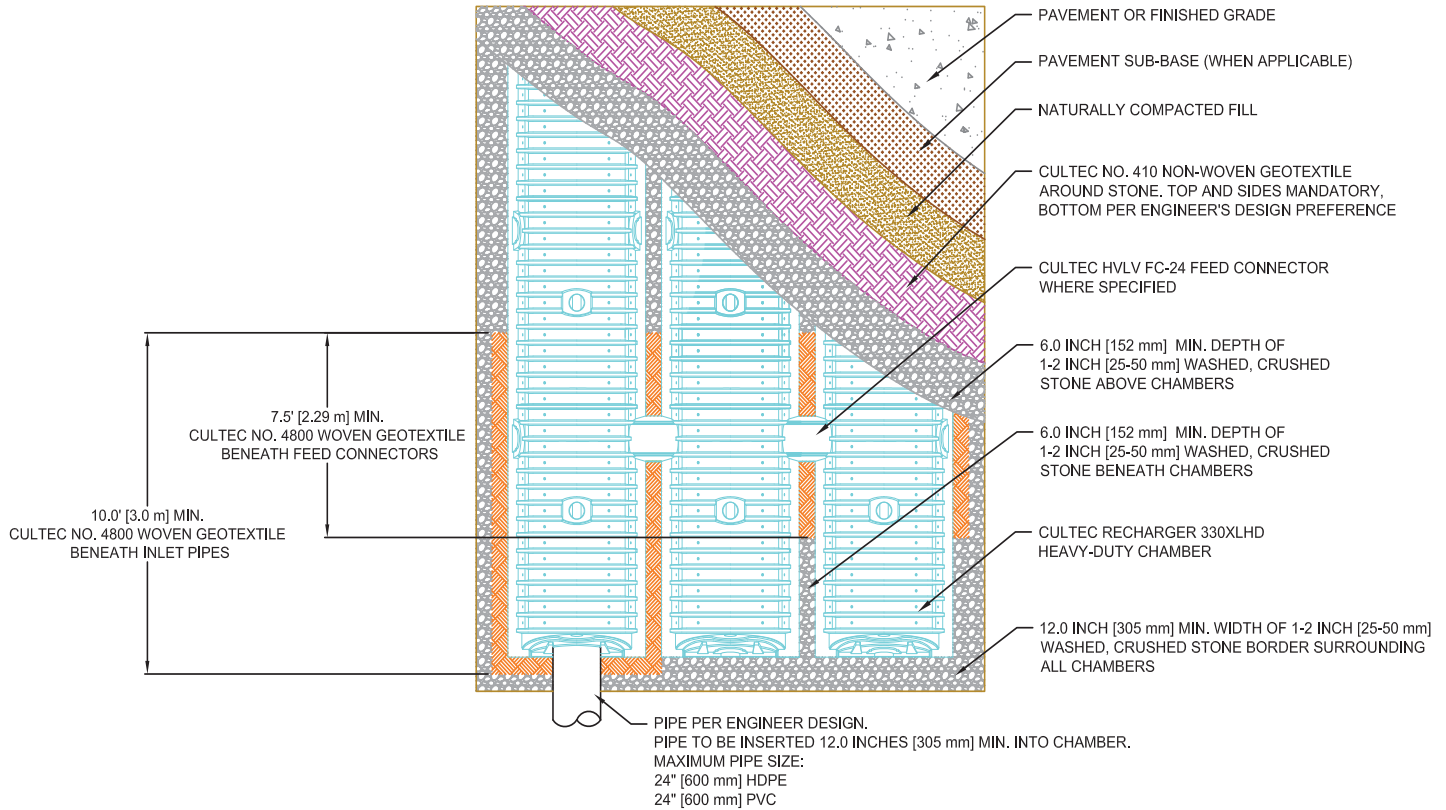 PAVEMENT OR FINISHED GRADE
PAVEMENT SUB-BASE (WHEN APPLICABLE)
NATURALLY COMPACTED FILL
CULTEC NO. 410 NON-WOVEN GEOTEXTILE
AROUND STONE. TOP AND SIDES MANDATORY,
BOTTOM PER ENGINEER'S DESIGN PREFERENCE
CULTEC HVLV FC-24 FEED CONNECTOR
WHERE SPECIFIED
6.0 INCH [152 mm] MIN. DEPTH OF
1-2 INCH [25-50 mm] WASHED, CRUSHED
STONE ABOVE CHAMBERS
6.0 INCH [152 mm] MIN. DEPTH OF
1-2 INCH [25-50 mm] WASHED, CRUSHED
STONE BENEATH CHAMBERS
CULTEC RECHARGER 330XLHD
HEAVY-DUTY CHAMBER
12.0 INCH [305 mm] MIN. WIDTH OF 1-2 INCH [25-50 mm]
WASHED, CRUSHED STONE BORDER SURROUNDING
ALL CHAMBERS
7.5' [2.29 m] MIN.
CULTEC NO. 4800 WOVEN GEOTEXTILE
BENEATH FEED CONNECTORS
10.0' [3.0 m] MIN.
CULTEC NO. 4800 WOVEN GEOTEXTILE
BENEATH INLET PIPES
PIPE PER ENGINEER DESIGN.
PIPE TO BE INSERTED 12.0 INCHES [305 mm] MIN. INTO CHAMBER.
MAXIMUM PIPE SIZE:
24" [600 mm] HDPE
24" [600 mm] PVC